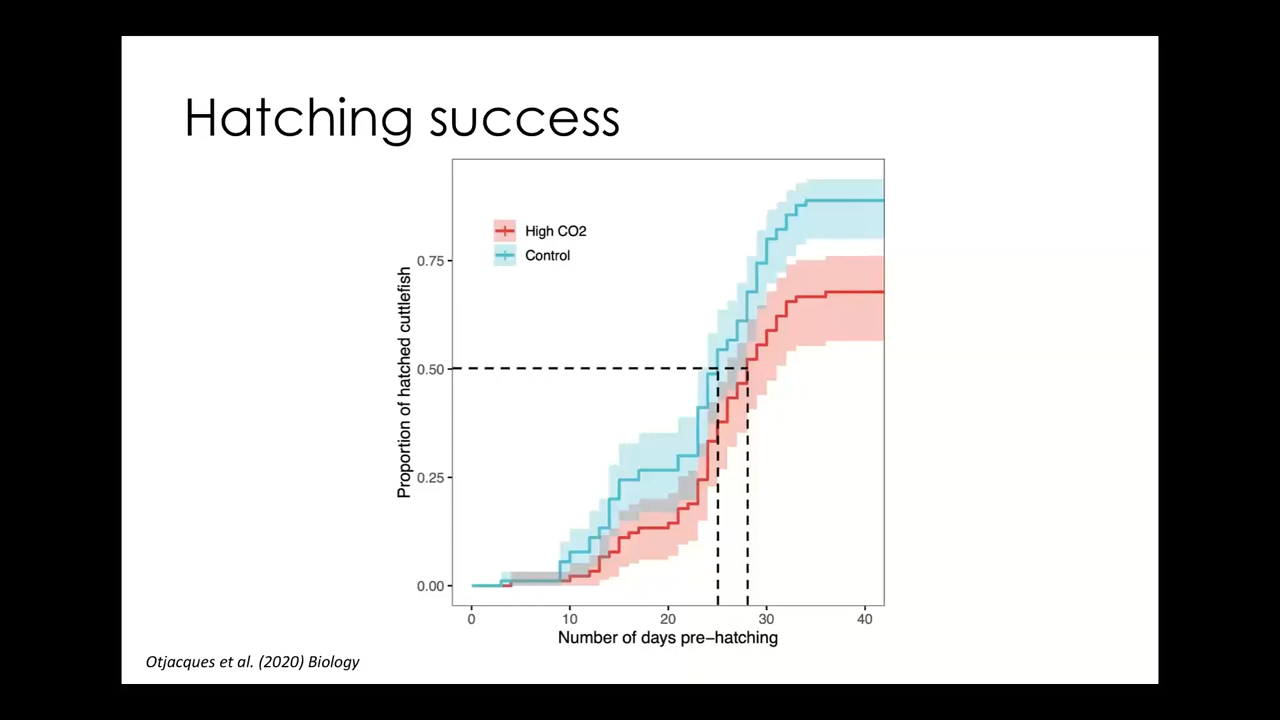 Hatching success
High CO2
Control
Proportion of hatched cuttlefish
0.75
0.50
0.25
0.00
0 10 20 30 40
Number of days pre−hatching
Otjacques et al. (2020) Biology